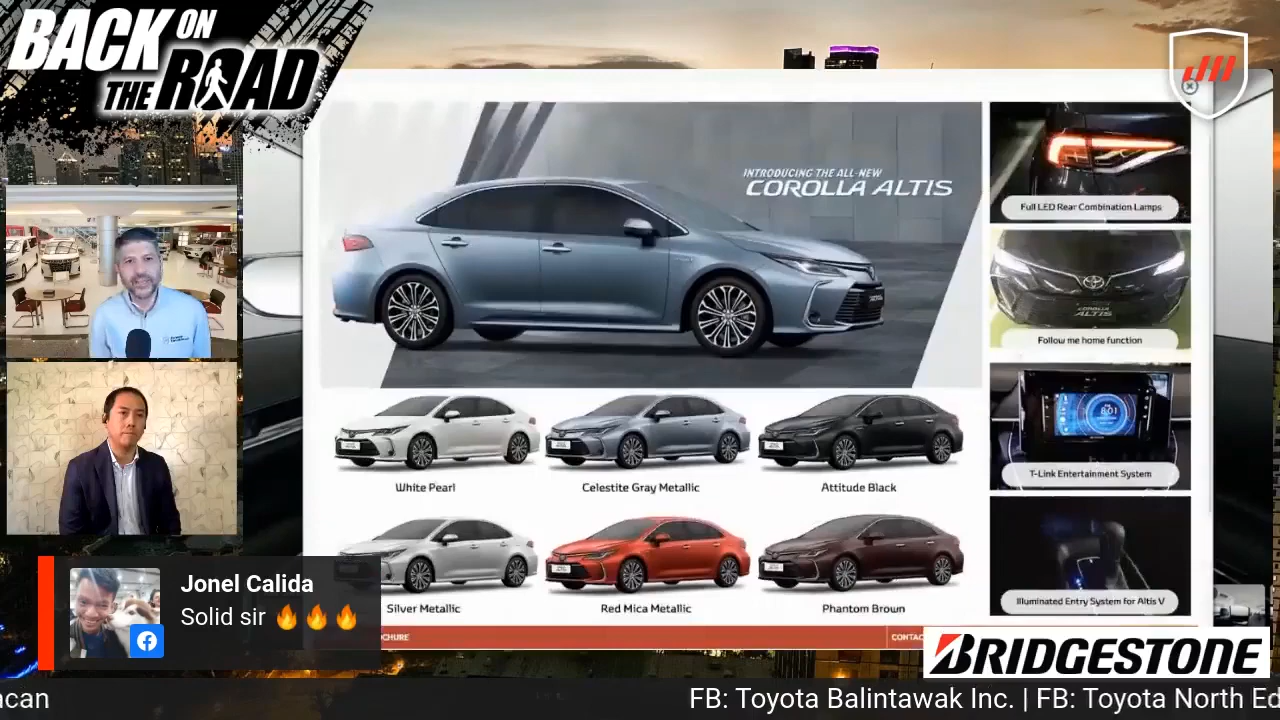 BACK ON
THE ROAD
INTRODUCING THE ALL-NEW
COROLLA ALTIS
Full LED Rear Combination Lamps
Follow me home function
T-Link Entertainment System
Illuminated Entry System for Altis V
White Pearl
Celestite Gray Metallic
Attitude Black
Silver Metallic
Red Mica Metallic
Phantom Brown
Jonel Calida
Solid sir 🔥🔥🔥
BRIDGESTONE
FB: Toyota Balintawak Inc. | FB: Toyota North